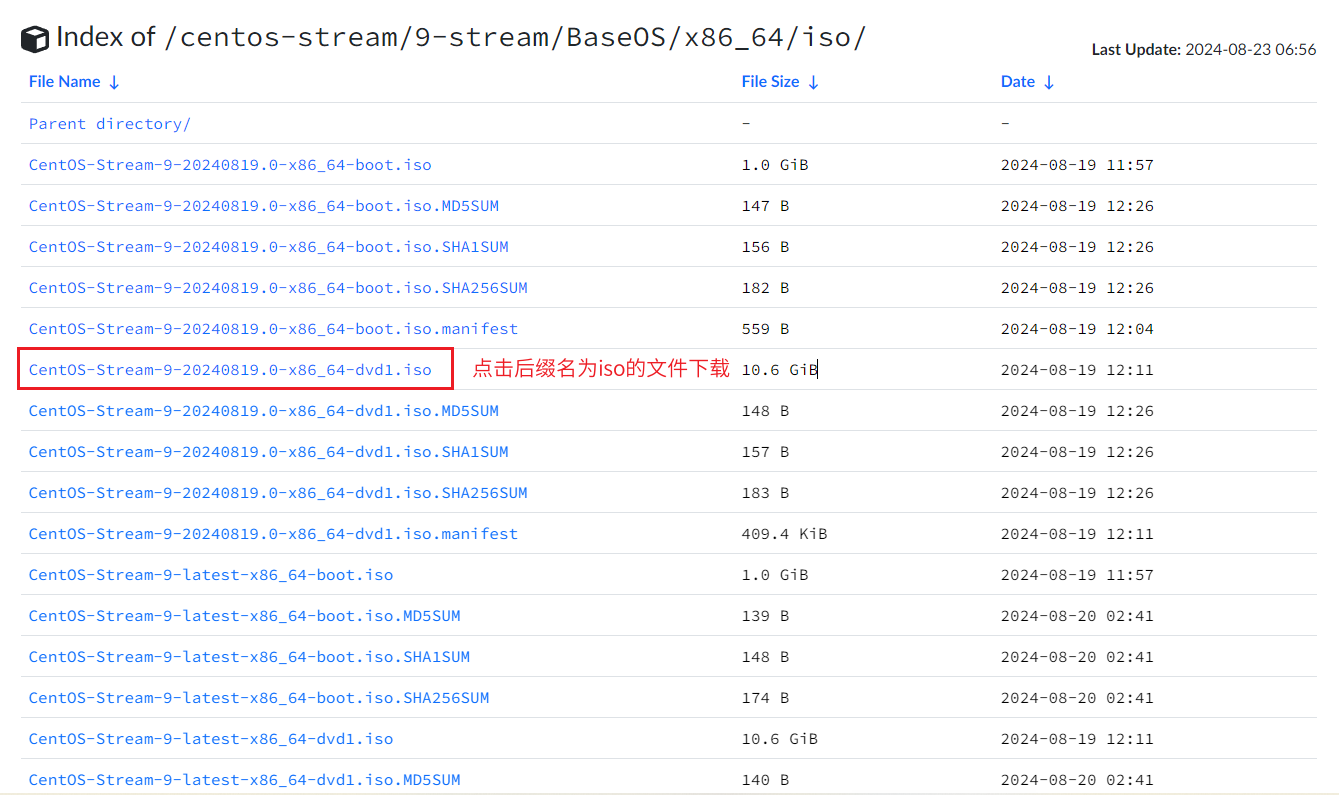 Index of /centos-stream/9-stream/BaseOS/x86_64/iso/
Last Update: 2024-08-23 06:56
File Name ↓ File Size ↓ Date ↓
Parent directory/ - -
CentOS-Stream-9-20240819.0-x86_64-boot.iso 1.0 GiB 2024-08-19 11:57
CentOS-Stream-9-20240819.0-x86_64-boot.iso.MD5SUM 147 B 2024-08-19 12:26
CentOS-Stream-9-20240819.0-x86_64-boot.iso.SHA1SUM 156 B 2024-08-19 12:26
CentOS-Stream-9-20240819.0-x86_64-boot.iso.SHA256SUM 182 B 2024-08-19 12:26
CentOS-Stream-9-20240819.0-x86_64-boot.iso.manifest 559 B 2024-08-19 12:04
CentOS-Stream-9-20240819.0-x86_64-dvd1.iso 点击后缀名为iso的文件下载 10.6 GiB 2024-08-19 12:11
CentOS-Stream-9-20240819.0-x86_64-dvd1.iso.MD5SUM 148 B 2024-08-19 12:26
CentOS-Stream-9-20240819.0-x86_64-dvd1.iso.SHA1SUM 157 B 2024-08-19 12:26
CentOS-Stream-9-20240819.0-x86_64-dvd1.iso.SHA256SUM 183 B 2024-08-19 12:26
CentOS-Stream-9-20240819.0-x86_64-dvd1.iso.manifest 409.4 KiB 2024-08-19 12:11
CentOS-Stream-9-latest-x86_64-boot.iso 1.0 GiB 2024-08-19 11:57
CentOS-Stream-9-latest-x86_64-boot.iso.MD5SUM 139 B 2024-08-20 02:41
CentOS-Stream-9-latest-x86_64-boot.iso.SHA1SUM 148 B 2024-08-20 02:41
CentOS-Stream-9-latest-x86_64-boot.iso.SHA256SUM 174 B 2024-08-20 02:41
CentOS-Stream-9-latest-x86_64-dvd1.iso 10.6 GiB 2024-08-19 12:11
CentOS-Stream-9-latest-x86_64-dvd1.iso.MD5SUM 140 B 2024-08-20 02:41